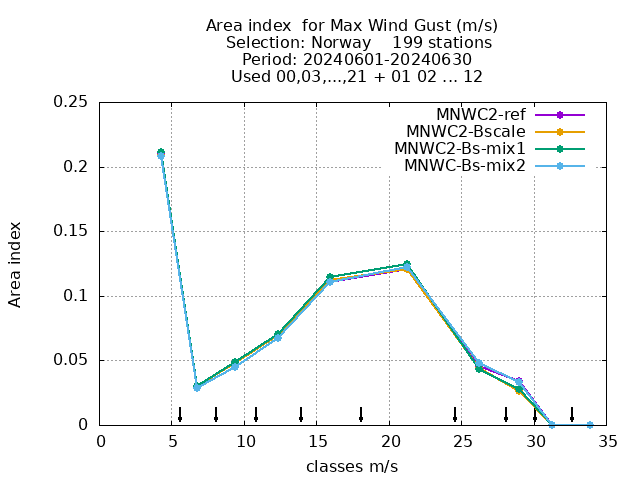 Area index  for Max Wind Gust (m/s)
Selection: Norway    199 stations
Period: 20240601-20240630
Used 00,03,...,21 + 01 02 ... 12
MNWC2-ref
MNWC2-Bscale
MNWC2-Bs-mix1
MNWC-Bs-mix2
Area index
0.25
0.2
0.15
0.1
0.05
0
0 5 10 15 20 25 30 35
classes m/s